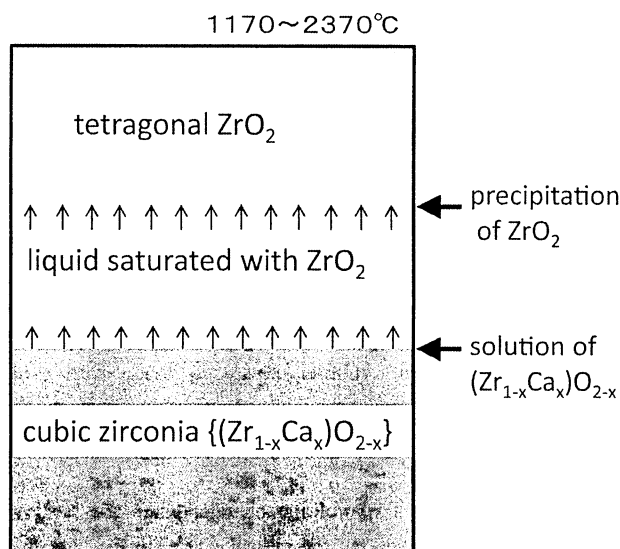 1170～2370℃
tetragonal ZrO₂
precipitation
of ZrO₂
liquid saturated with ZrO₂
solution of
(Zr₁₋ₓCaₓ)O₂₋ₓ
cubic zirconia {(Zr₁₋ₓCaₓ)O₂₋ₓ}